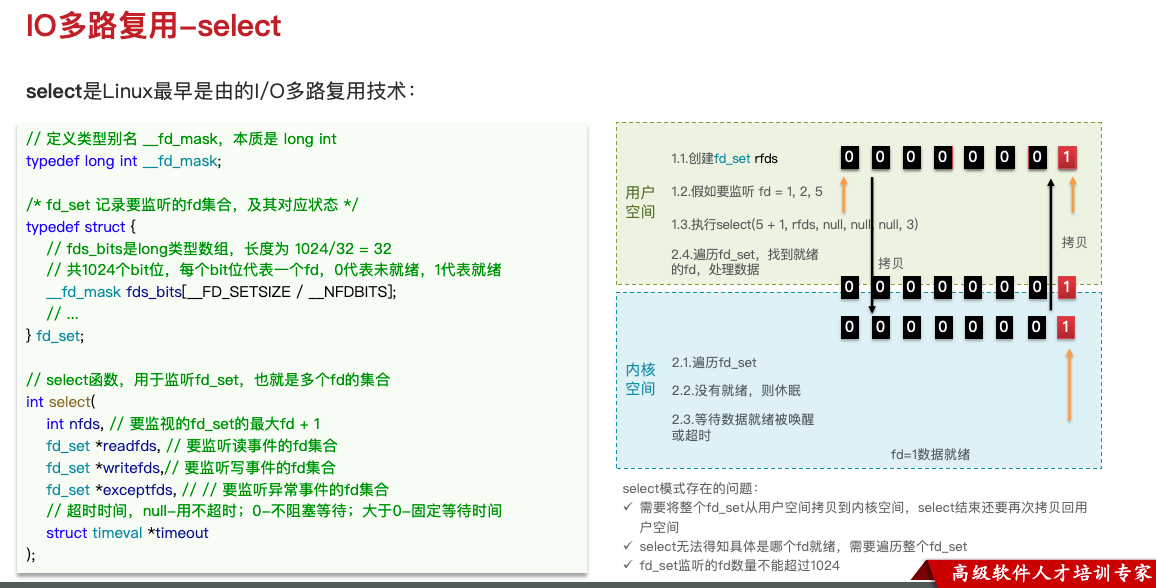 IO多路复用-select
select是Linux最早是由的I/O多路复用技术：
// 定义类型别名 __fd_mask，本质是 long int
typedef long int __fd_mask;
/* fd_set 记录要监听的fd集合，及其对应状态 */
typedef struct {
// fds_bits是long类型数组，长度为 1024/32 = 32
// 共1024个bit位，每个bit位代表一个fd，0代表未就绪，1代表就绪
__fd_mask fds_bits[__FD_SETSIZE / __NFDBITS];
// ...
} fd_set;
// select函数，用于监听fd_set，也就是多个fd的集合
int select(
int nfds, // 要监视的fd_set的最大fd + 1
fd_set *readfds, // 要监听读事件的fd集合
fd_set *writefds,// 要监听写事件的fd集合
fd_set *exceptfds, // // 要监听异常事件的fd集合
// 超时时间，null-用不超时；0-不阻塞等待；大于0-固定等待时间
struct timeval *timeout
);
用户
空间
1.1.创建fd_set rfds
1.2.假如要监听 fd = 1, 2, 5
1.3.执行select(5 + 1, rfds, null, null, null, 3)
2.4.遍历fd_set，找到就绪
的fd，处理数据
0 0 0 0 0 0 0 1
拷贝
拷贝
0 0 0 0 0 0 0 1
0 0 0 0 0 0 0 1
内核
空间
2.1.遍历fd_set
2.2.没有就绪，则休眠
2.3.等待数据就绪被唤醒
或超时
fd=1数据就绪
select模式存在的问题：
✓ 需要将整个fd_set从用户空间拷贝到内核空间，select结束还要再次拷贝回用
户空间
✓ select无法得知具体是哪个fd就绪，需要遍历整个fd_set
✓ fd_set监听的fd数量不能超过1024
高级软件人才培训专家